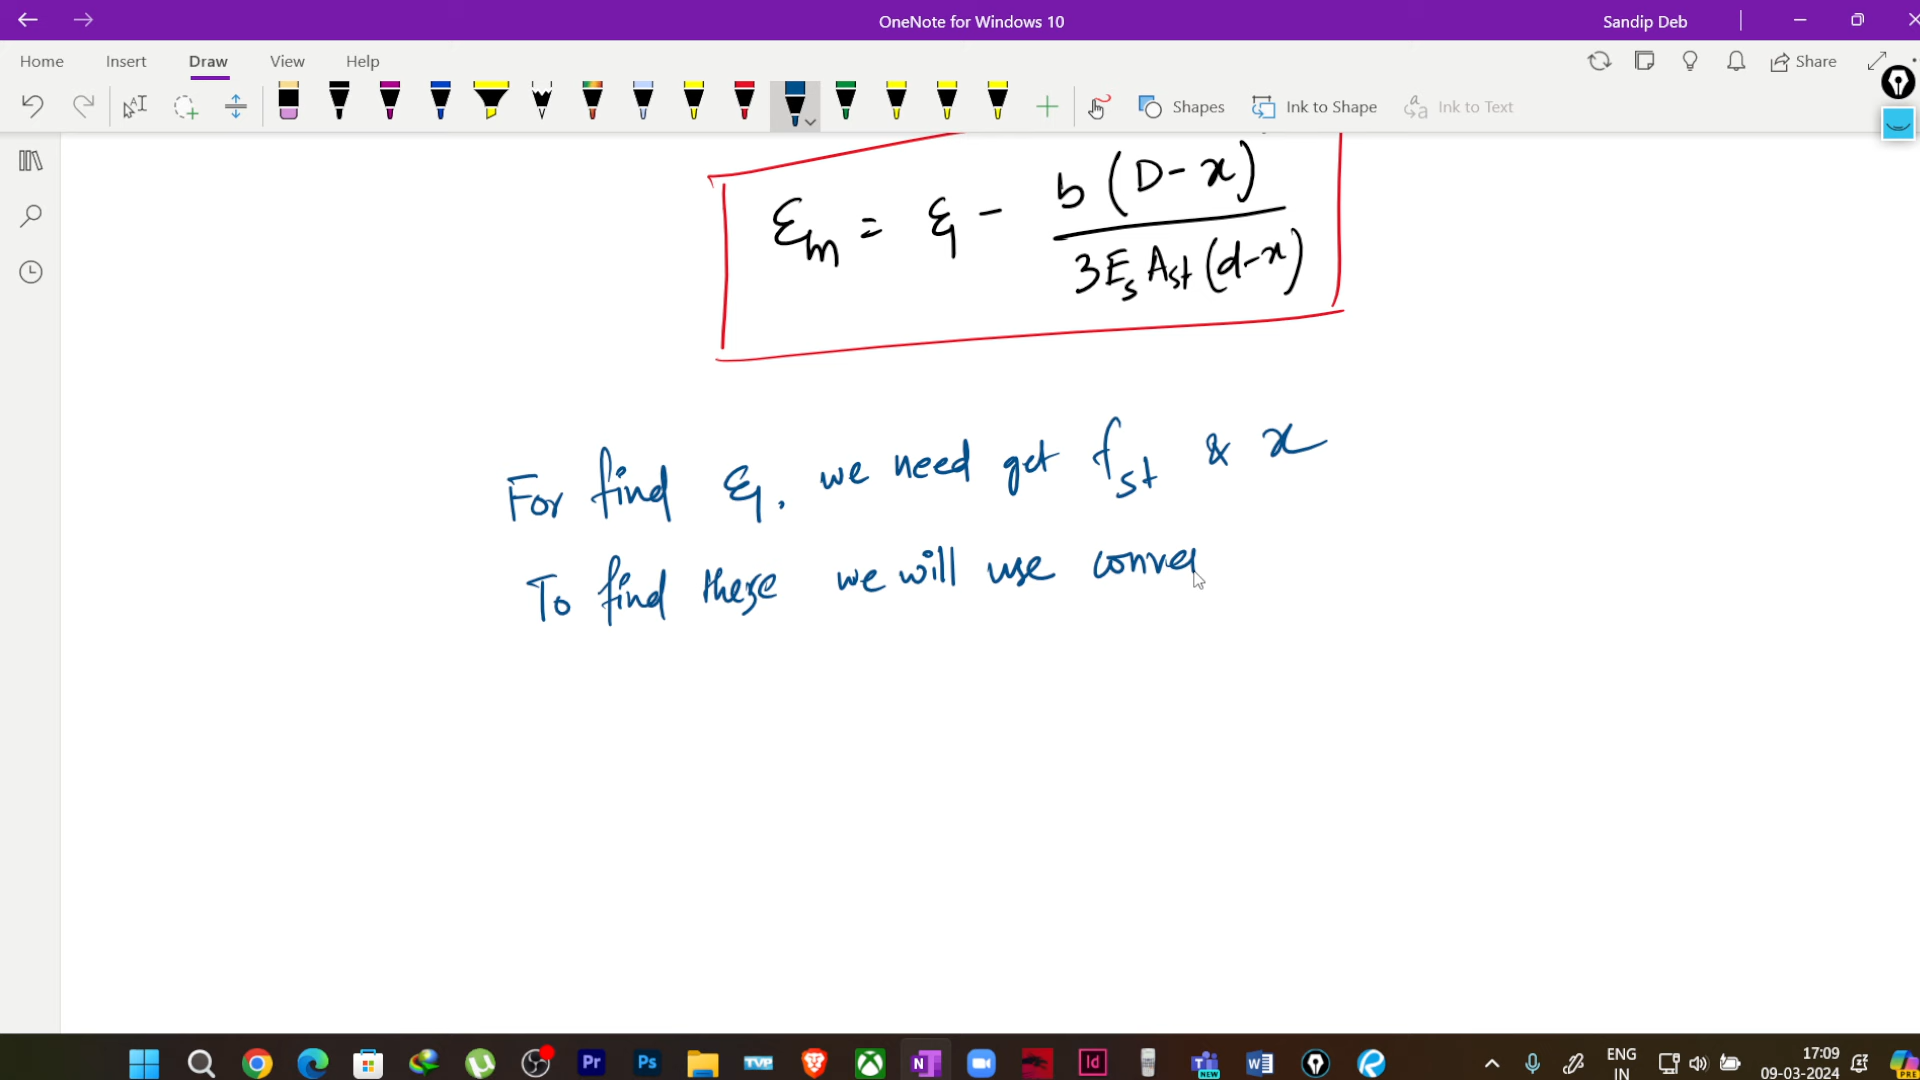 OneNote for Windows 10
Sandip Deb
Home Insert Draw View Help
Share
Shapes Ink to Shape Ink to Text
εm = ε1 - b (D-x) / 3EsAst(d-x)
For find ε1, we need get fst & x
To find these we will use conve
ENG
IN
17:09
09-03-2024